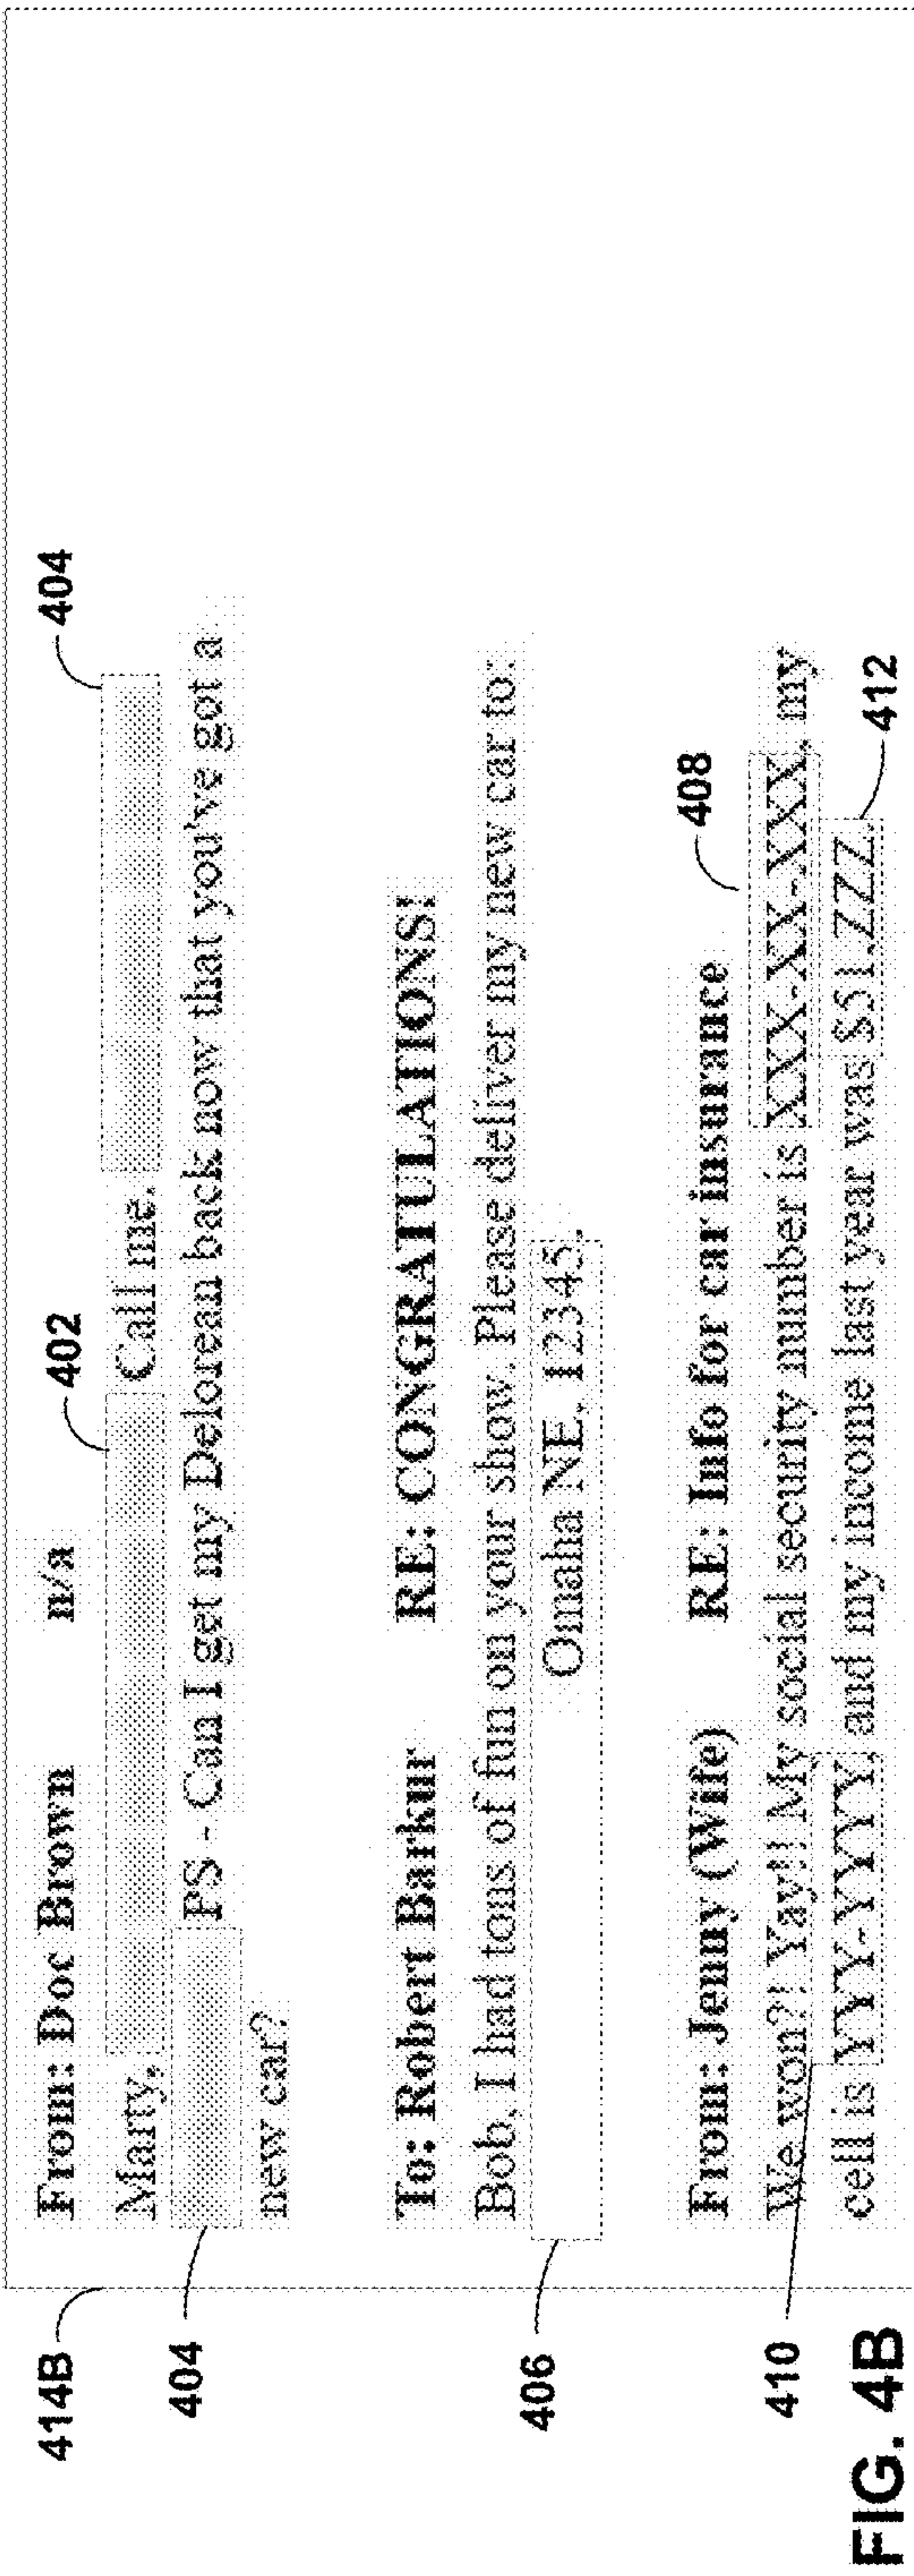 414B
404
402
404
From: Doc Brown n/a
Marty, Call me.
PS - Can I get my Delorean back now that you've got a
new car?
406
To: Robert Barkur RE: CONGRATULATIONS!
Bob, I had tons of fun on your show. Please deliver my new car to:
Omaha NE, 12345.
410
408
412
From: Jenny (Wife) RE: Info for car insurance
We won?! Yay!! My social security number is XXX-XX-XXX, my
cell is YYY-YYYY, and my income last year was $$1.ZZZ.
FIG. 4B